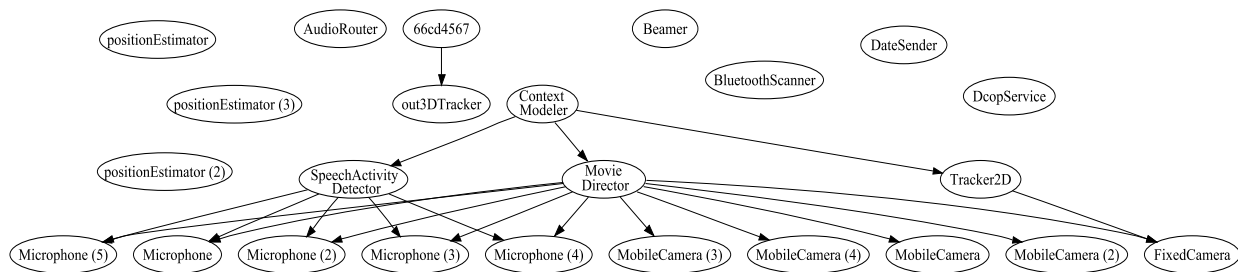 positionEstimator
AudioRouter
66cd4567
Beamer
DateSender
positionEstimator (3)
out3DTracker
Context
Modeler
BluetoothScanner
DcopService
positionEstimator (2)
SpeechActivity
Detector
Movie
Director
Tracker2D
Microphone (5)
Microphone
Microphone (2)
Microphone (3)
Microphone (4)
MobileCamera (3)
MobileCamera (4)
MobileCamera
MobileCamera (2)
FixedCamera